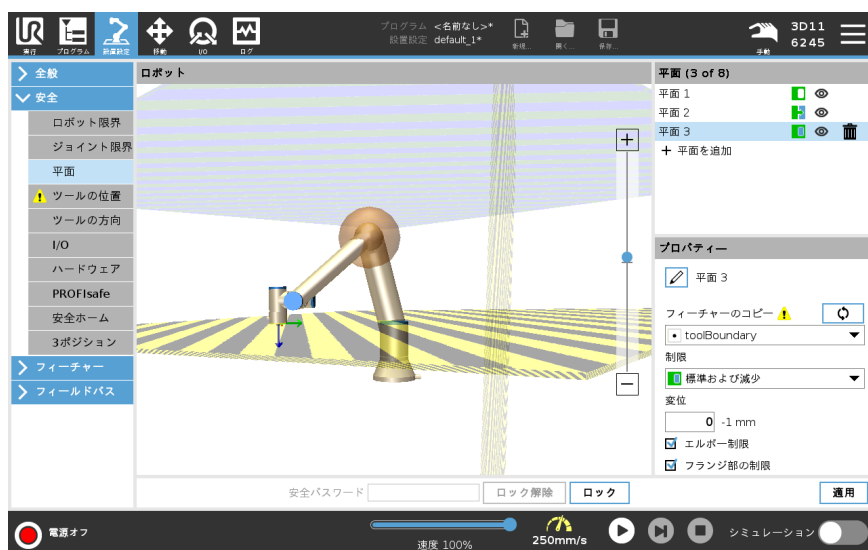 UR
プログラム <名前なし>*
設置設定 default_1*
3D11
6245
実行
プログラム
設置設定
移動
I/O
ログ
新規...
開く...
保存...
手動
全般
安全
ロボット限界
ジョイント限界
平面
ツールの位置
ツールの方向
I/O
ハードウェア
PROFIsafe
安全ホーム
3ポジション
フィーチャー
フィールドバス
ロボット
平面 (3 of 8)
平面 1
平面 2
平面 3
+ 平面を追加
プロパティー
平面 3
フィーチャーのコピー
toolBoundary
制限
標準および減少
変位
0 -1 mm
エルボー制限
フランジ部の制限
安全パスワード
ロック解除
ロック
適用
電源オフ
速度 100%
250mm/s
シミュレーション